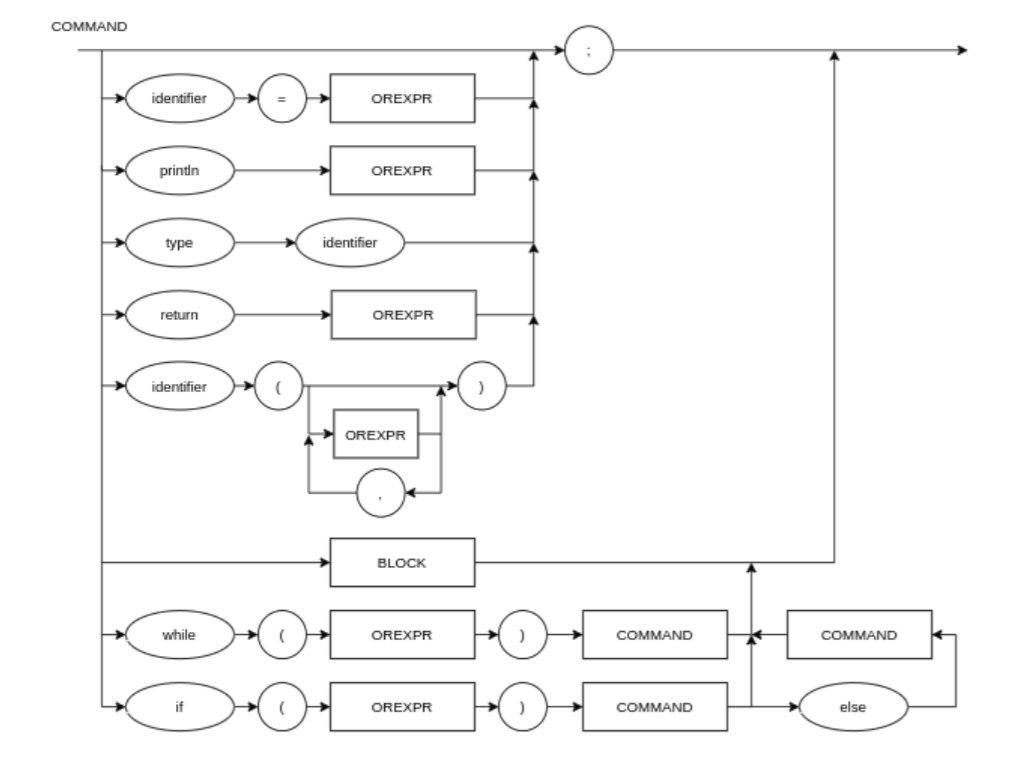 COMMAND
;
identifier = OREXPR
println OREXPR
type identifier
return OREXPR
identifier ( )
OREXPR
,
BLOCK
while ( OREXPR ) COMMAND COMMAND
if ( OREXPR ) COMMAND else